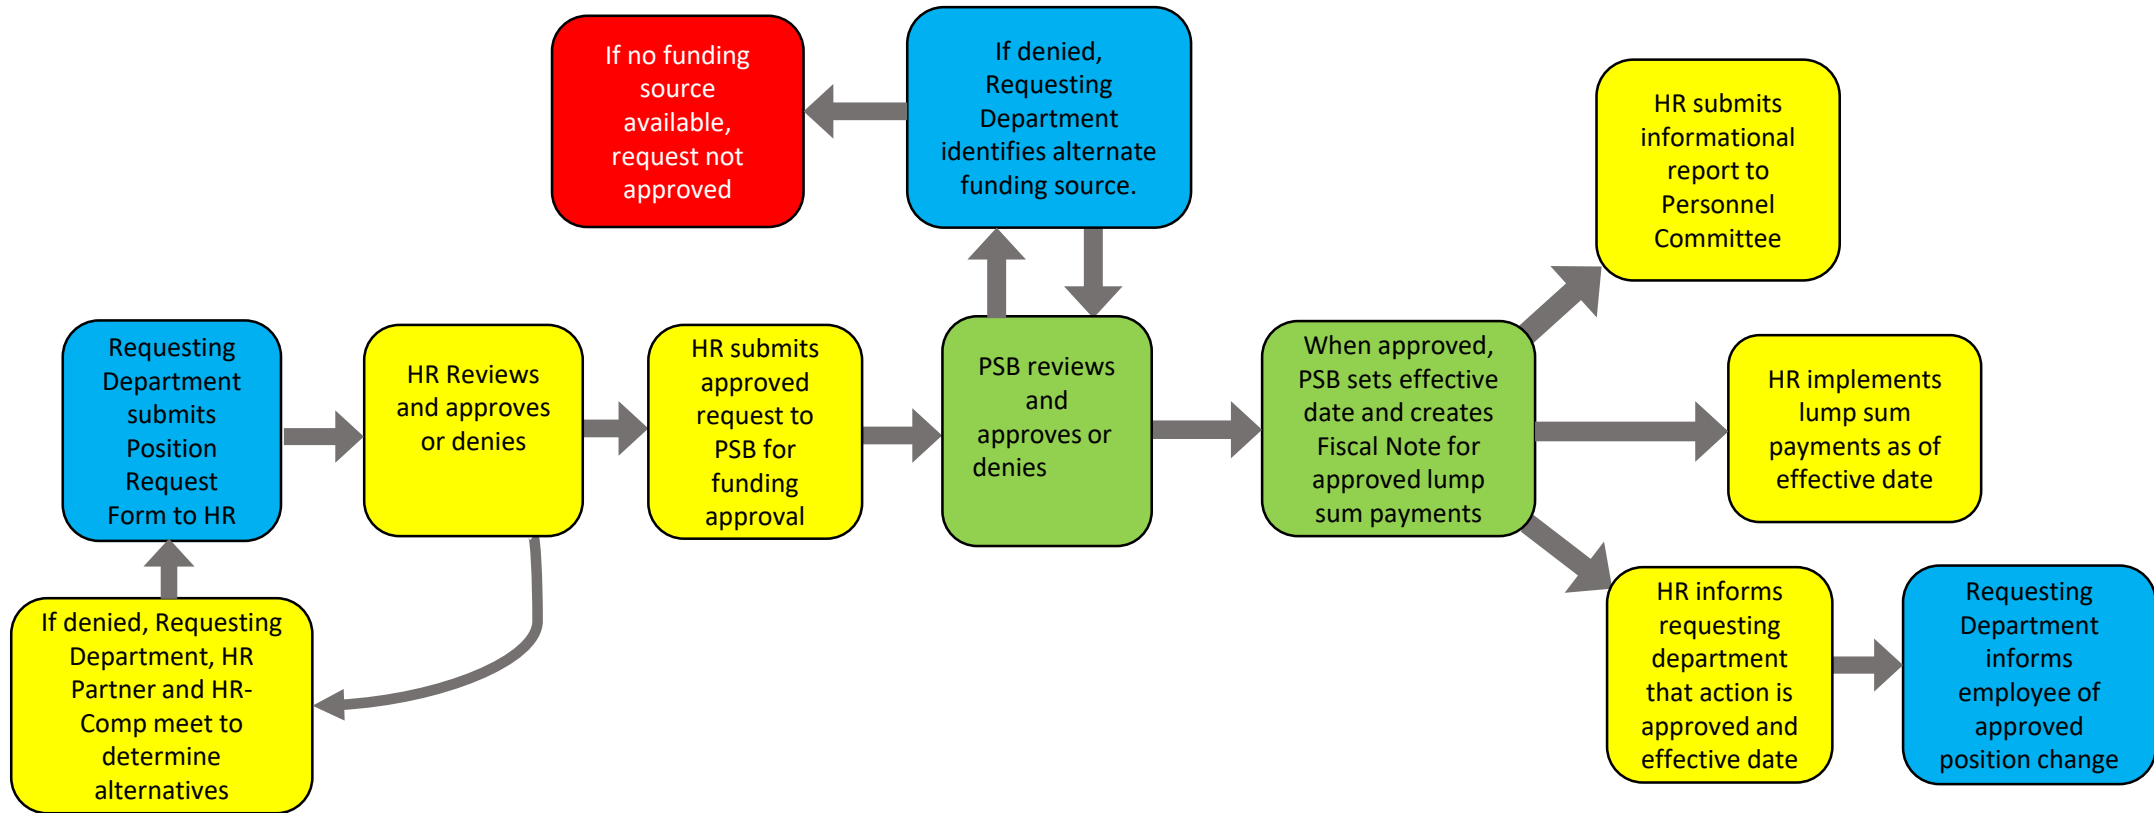 If no funding
source
available,
request not
approved
If denied,
Requesting
Department
identifies alternate
funding source.
HR submits
informational
report to
Personnel
Committee
Requesting
Department
submits
Position
Request
Form to HR
HR Reviews
and approves
or denies
HR submits
approved
request to
PSB for
funding
approval
PSB reviews
and
approves or
denies
When approved,
PSB sets effective
date and creates
Fiscal Note for
approved lump
sum payments
HR implements
lump sum
payments as of
effective date
If denied, Requesting
Department, HR
Partner and HR-
Comp meet to
determine
alternatives
HR informs
requesting
department
that action is
approved and
effective date
Requesting
Department
informs
employee of
approved
position change